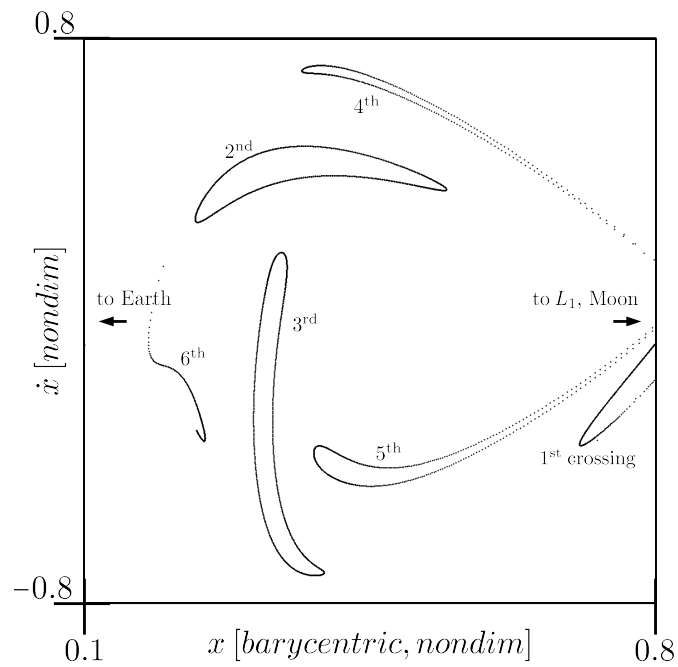 0.8
4th
2nd
to Earth
to L1, Moon
3rd
ẋ [nondim]
6th
5th
1st crossing
−0.8
0.1
x [barycentric, nondim]
0.8